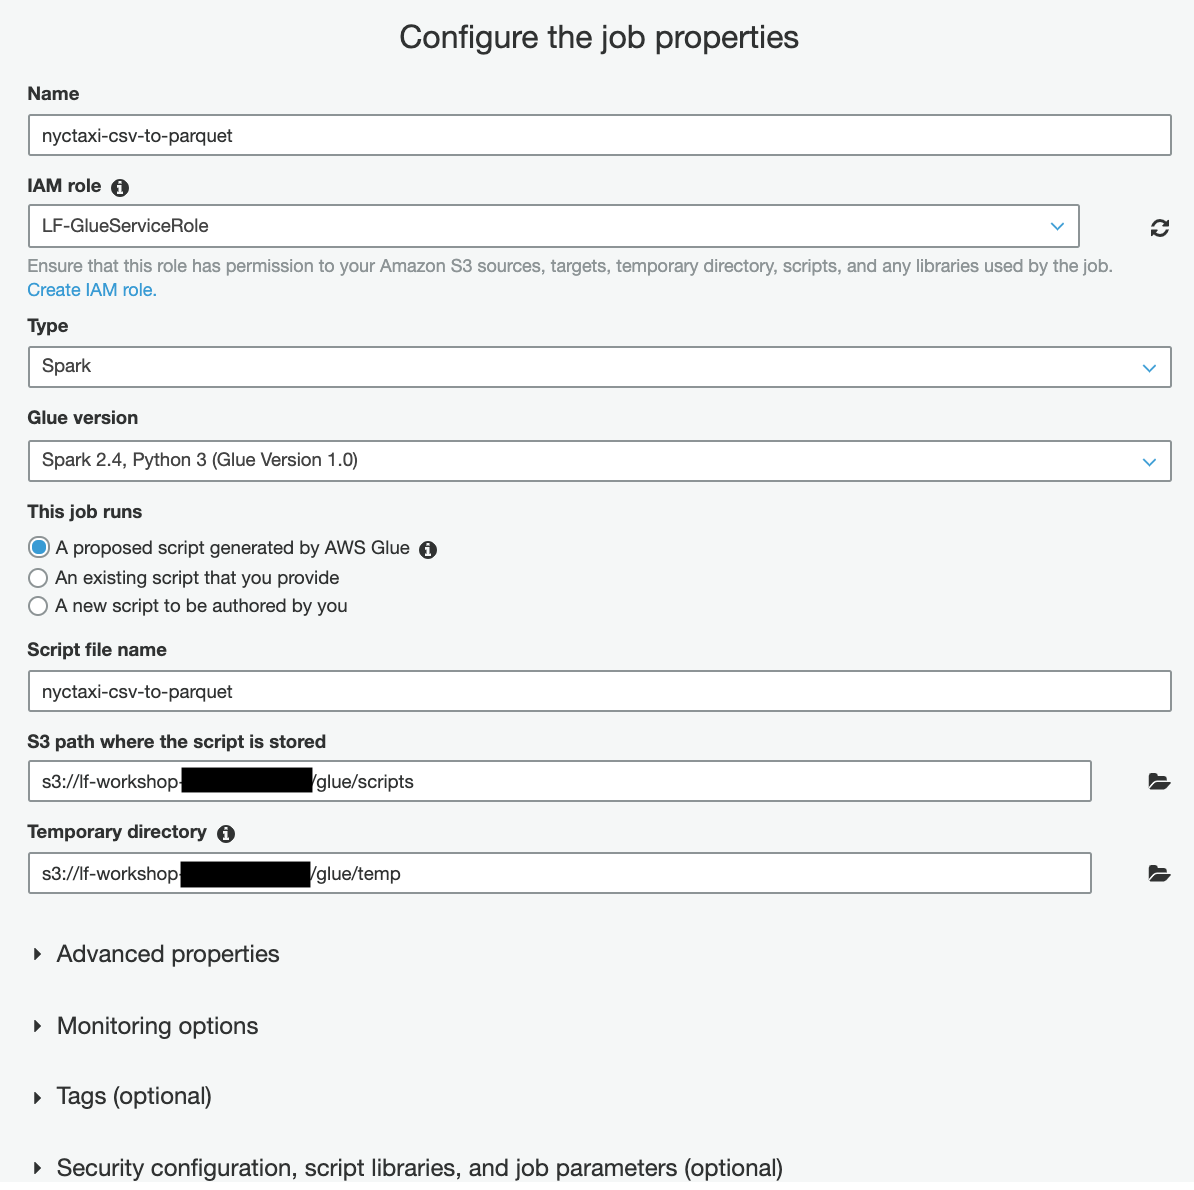 Configure the job properties
Name
nyctaxi-csv-to-parquet
IAM role
LF-GlueServiceRole
Ensure that this role has permission to your Amazon S3 sources, targets, temporary directory, scripts, and any libraries used by the job.
Create IAM role.
Type
Spark
Glue version
Spark 2.4, Python 3 (Glue Version 1.0)
This job runs
A proposed script generated by AWS Glue
An existing script that you provide
A new script to be authored by you
Script file name
nyctaxi-csv-to-parquet
S3 path where the script is stored
s3://lf-workshop-/glue/scripts
Temporary directory
s3://lf-workshop-/glue/temp
Advanced properties
Monitoring options
Tags (optional)
Security configuration, script libraries, and job parameters (optional)